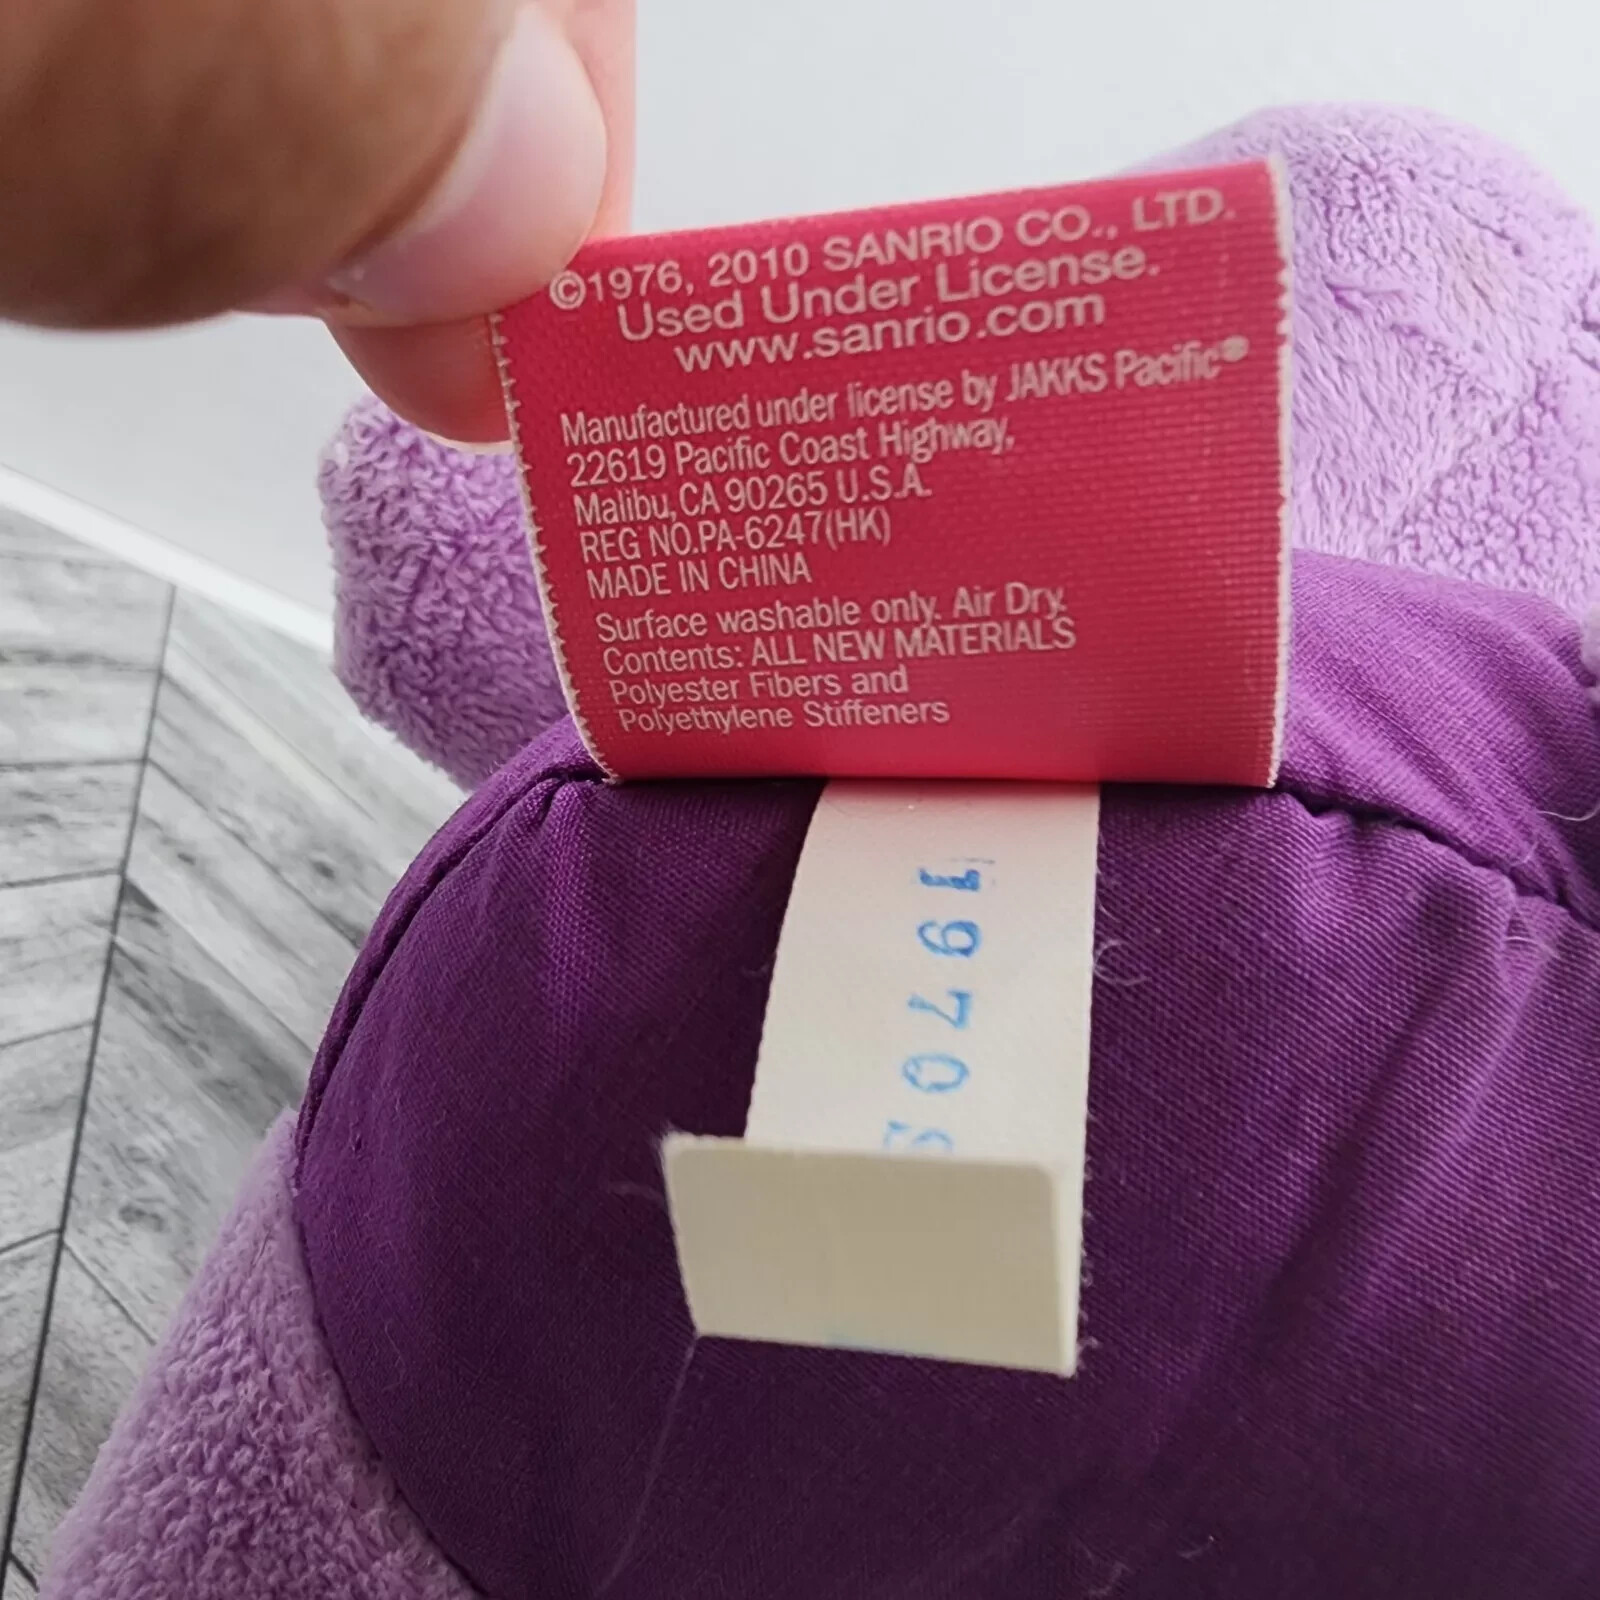 ©1976, 2010 SANRIO CO., LTD.
Used Under License.
www.sanrio.com
Manufactured under license by JAKKS Pacific®
22619 Pacific Coast Highway,
Malibu, CA 90265 U.S.A.
REG NO.PA-6247(HK)
MADE IN CHINA
Surface washable only. Air Dry.
Contents: ALL NEW MATERIALS
Polyester Fibers and
Polyethylene Stiffeners